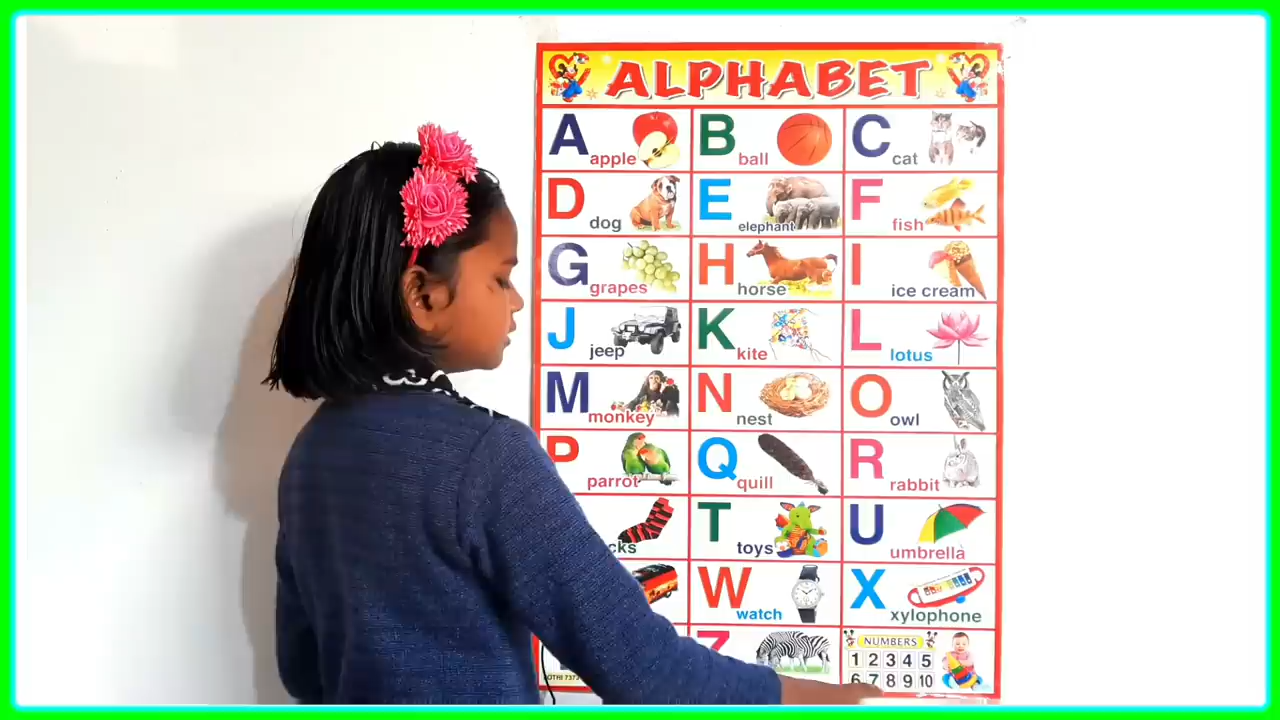 ALPHABET
A apple B ball C cat
D dog E elephant F fish
G grapes H horse I ice cream
J jeep K kite L lotus
M monkey N nest O owl
P parrot Q quill R rabbit
T toys U umbrella
W watch X xylophone
Z
NUMBERS
1 2 3 4 5
6 7 8 9 10